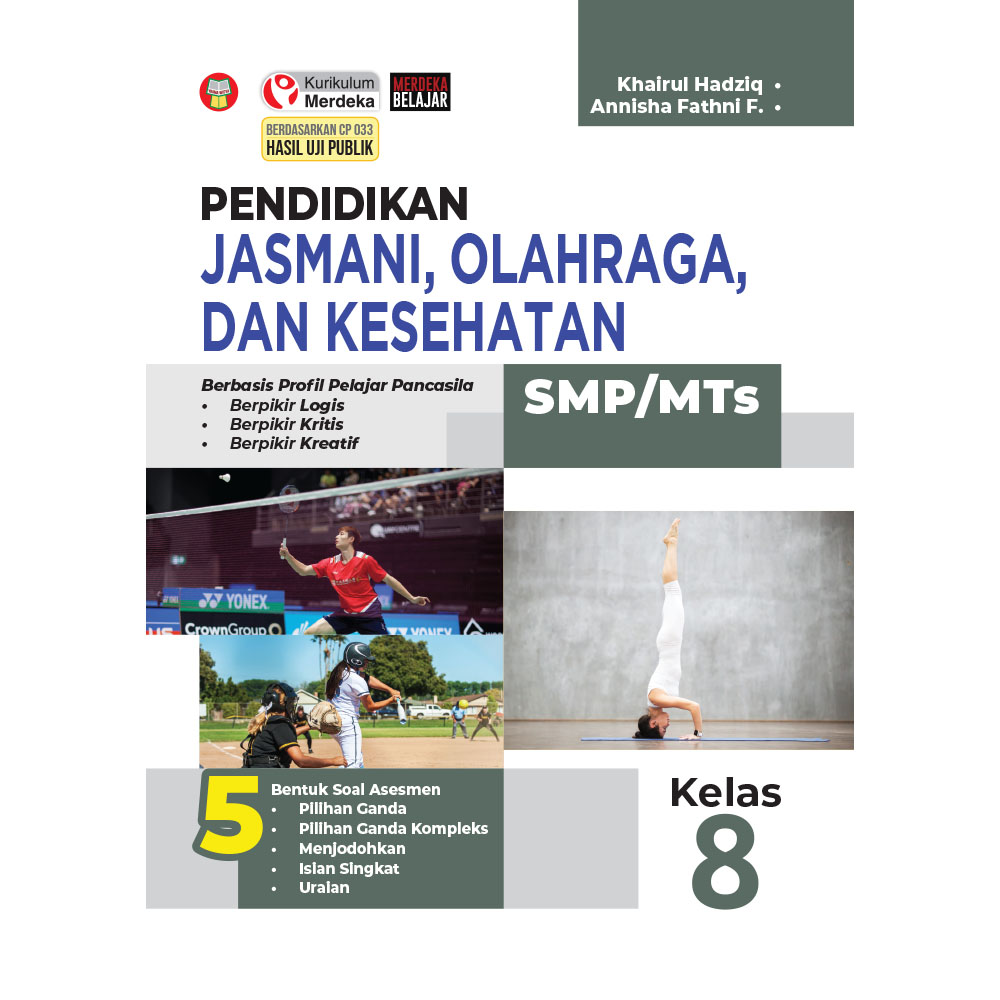 Kurikulum
Merdeka
MERDEKA
BELAJAR
BERDASARKAN CP 033
HASIL UJI PUBLIK
Khairul Hadziq •
Annisha Fathni F. •
PENDIDIKAN
JASMANI, OLAHRAGA,
DAN KESEHATAN
Berbasis Profil Pelajar Pancasila
• Berpikir Logis
• Berpikir Kritis
• Berpikir Kreatif
SMP/MTs
YONEX
CrownGroup
YONEX
5
Bentuk Soal Asesmen
• Pilihan Ganda
• Pilihan Ganda Kompleks
• Menjodohkan
• Isian Singkat
• Uraian
Kelas
8